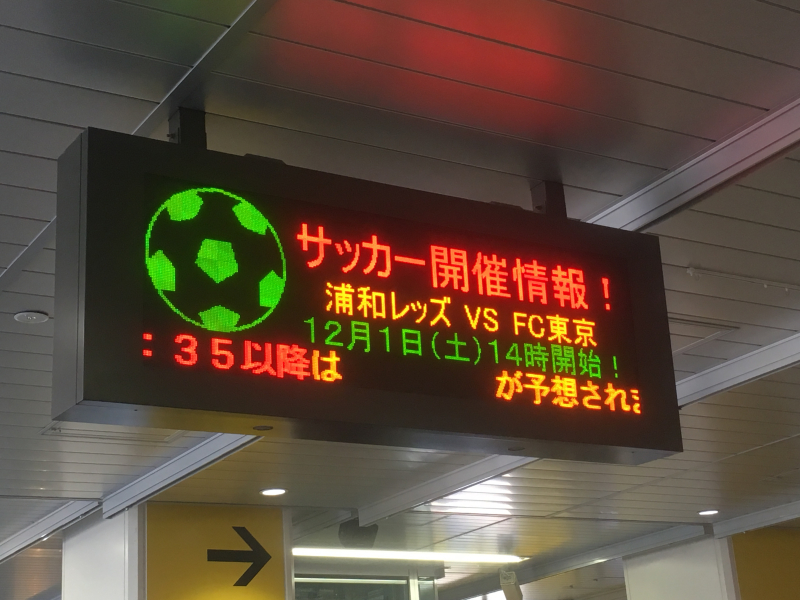 サッカー開催情報！
浦和レッズ VS FC東京
12月1日(土)14時開始！
：３５以降は が予想され